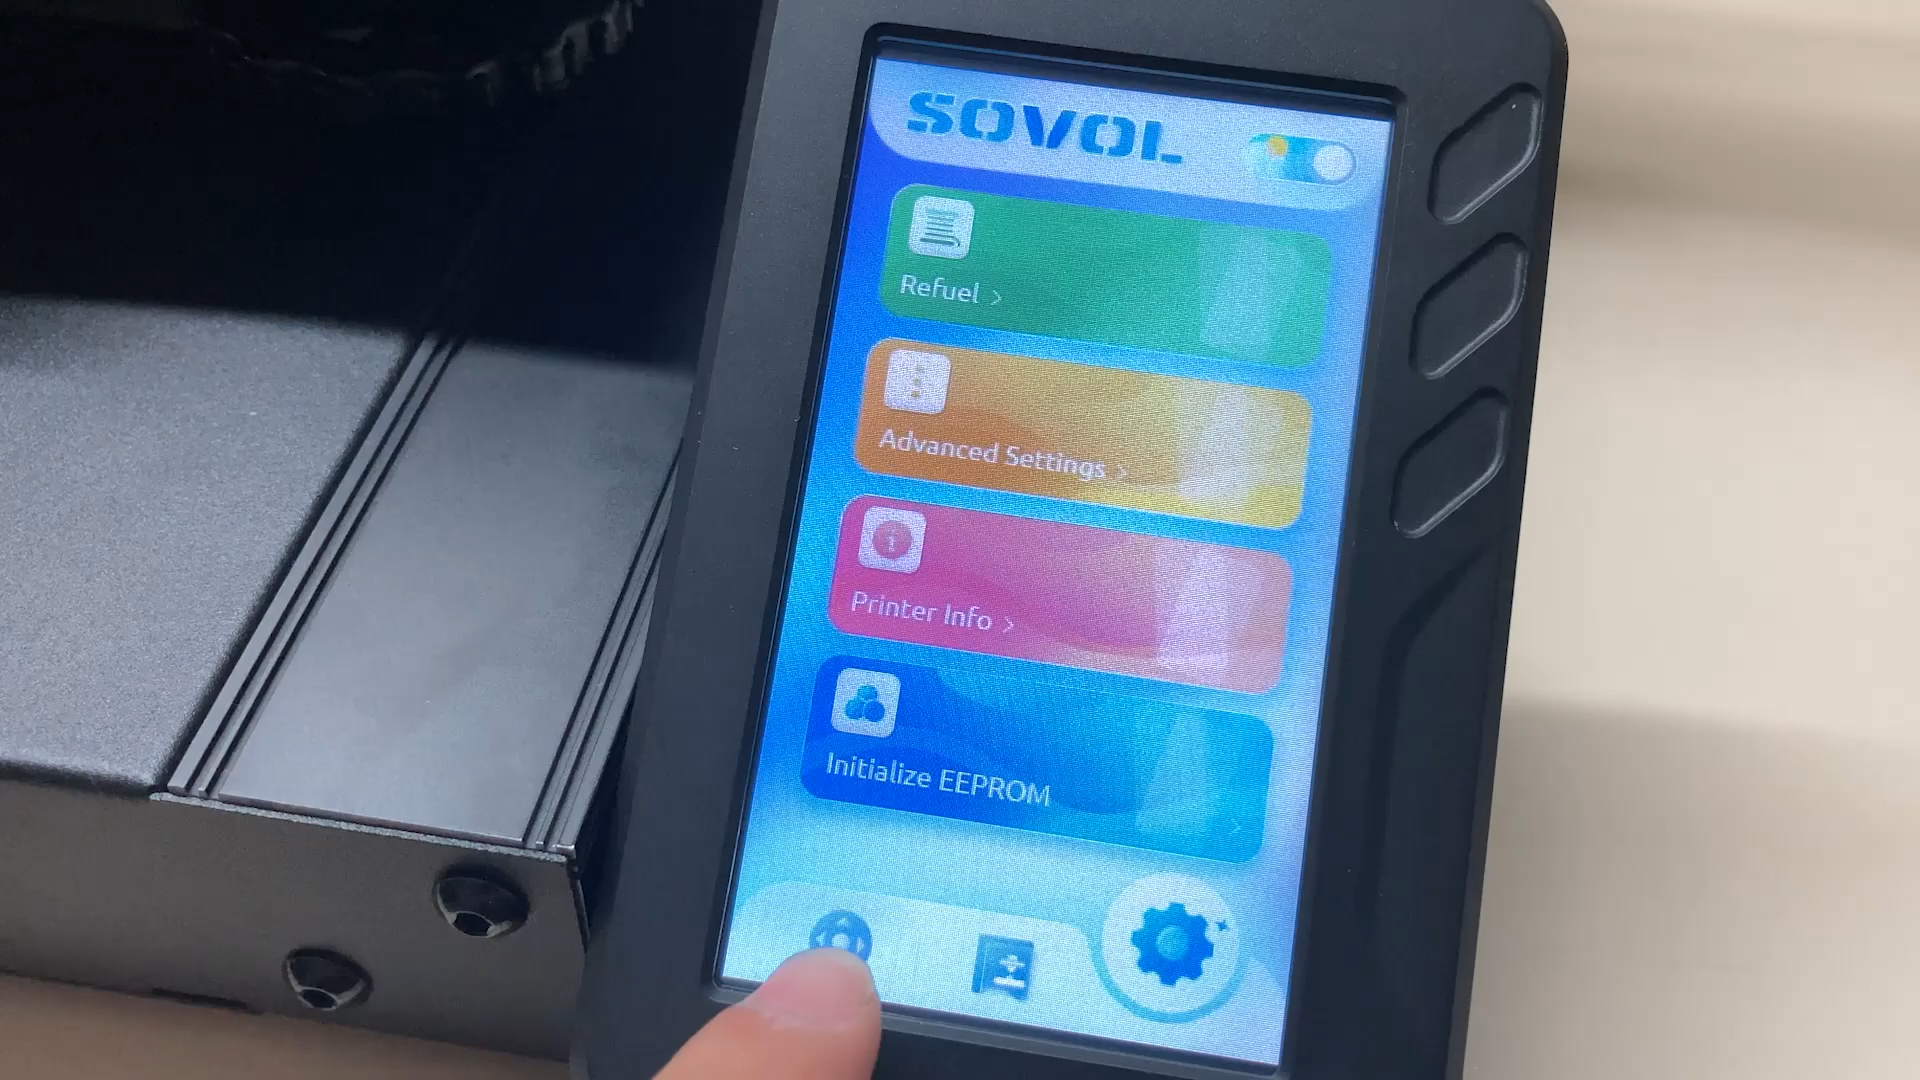 SOVOL
Refuel >
Advanced Settings >
Printer Info >
Initialize EEPROM
>